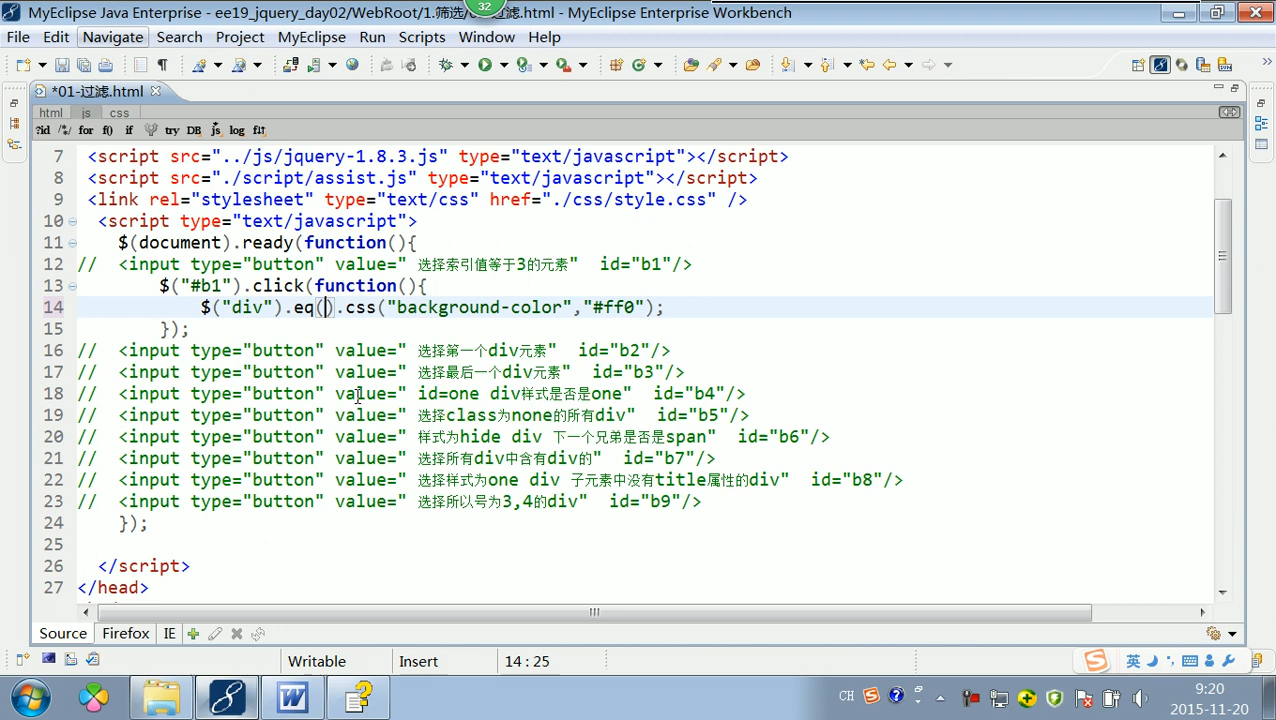 MyEclipse Java Enterprise - ee19_jquery_day02/WebRoot/1.筛选/0 过滤.html - MyEclipse Enterprise Workbench
32
File Edit Navigate Search Project MyEclipse Run Scripts Window Help
*01-过滤.html
html js css
?id /*/ for f() if try DB js log
7 <script src="../js/jquery-1.8.3.js" type="text/javascript"></script>
8 <script src="./script/assist.js" type="text/javascript"></script>
9 <link rel="stylesheet" type="text/css" href="./css/style.css" />
10 <script type="text/javascript">
11 $(document).ready(function(){
12 // <input type="button" value=" 选择索引值等于3的元素" id="b1"/>
13 $("#b1").click(function(){
14 $("div").eq().css("background-color","#ff0");
15 });
16 // <input type="button" value=" 选择第一个div元素" id="b2"/>
17 // <input type="button" value=" 选择最后一个div元素" id="b3"/>
18 // <input type="button" value=" id=one div样式是否是one" id="b4"/>
19 // <input type="button" value=" 选择class为none的所有div" id="b5"/>
20 // <input type="button" value=" 样式为hide div 下一个兄弟是否是span" id="b6"/>
21 // <input type="button" value=" 选择所有div中含有div的" id="b7"/>
22 // <input type="button" value=" 选择样式为one div 子元素中没有title属性的div" id="b8"/>
23 // <input type="button" value=" 选择所以号为3,4的div" id="b9"/>
24 });
25
26 </script>
27 </head>
Source Firefox IE
Writable Insert 14 : 25
英
CH
9:20
2015-11-20